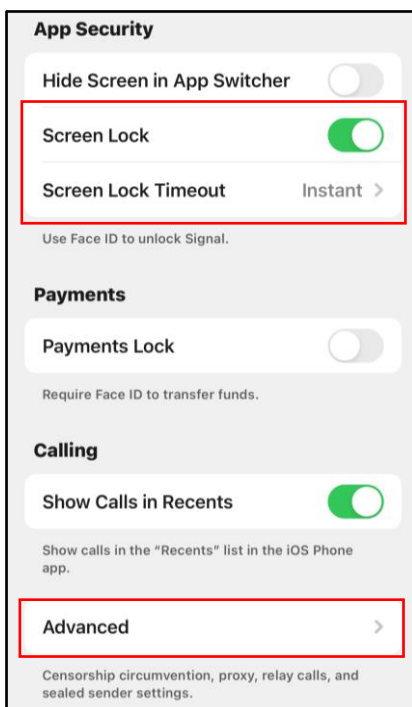 App Security
Hide Screen in App Switcher
Screen Lock
Screen Lock Timeout Instant
Use Face ID to unlock Signal.
Payments
Payments Lock
Require Face ID to transfer funds.
Calling
Show Calls in Recents
Show calls in the “Recents” list in the iOS Phone
app.
Advanced
Censorship circumvention, proxy, relay calls, and
sealed sender settings.